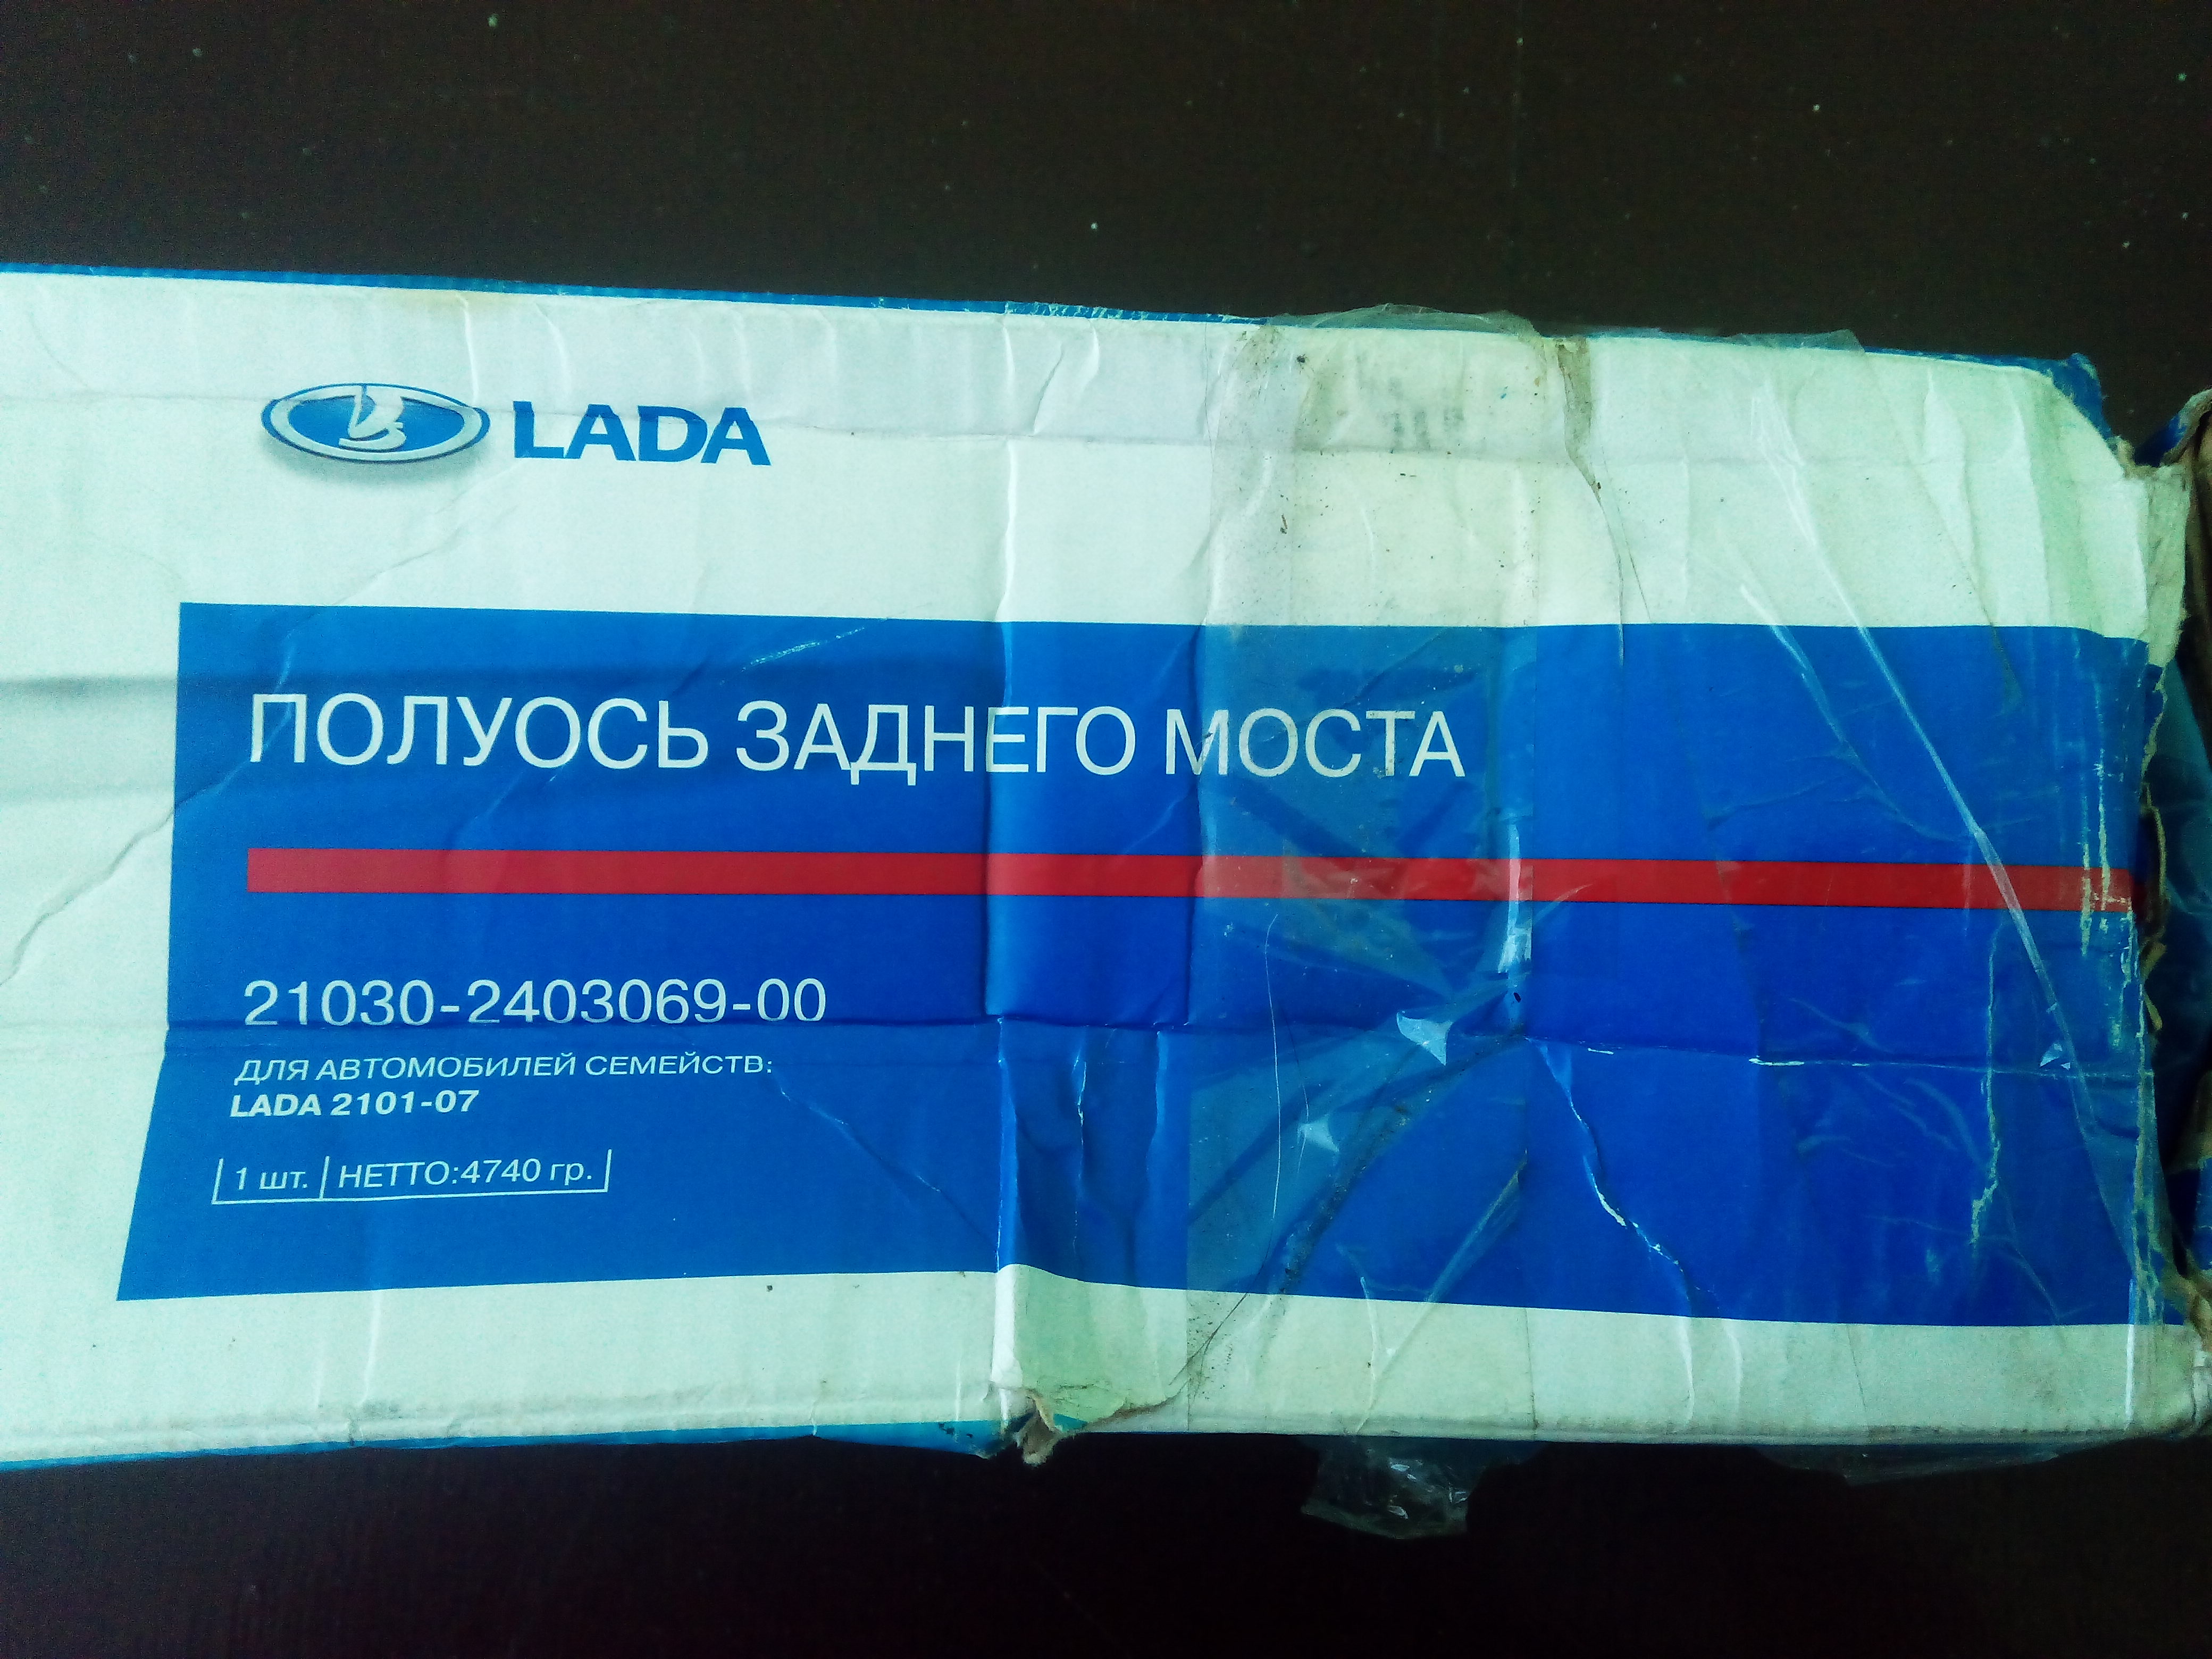 LADA
ПОЛУОСЬ ЗАДНЕГО МОСТА
21030-2403069-00
ДЛЯ АВТОМОБИЛЕЙ СЕМЕЙСТВ:
LADA 2101-07
1 шт. НЕТТО:4740 гр.